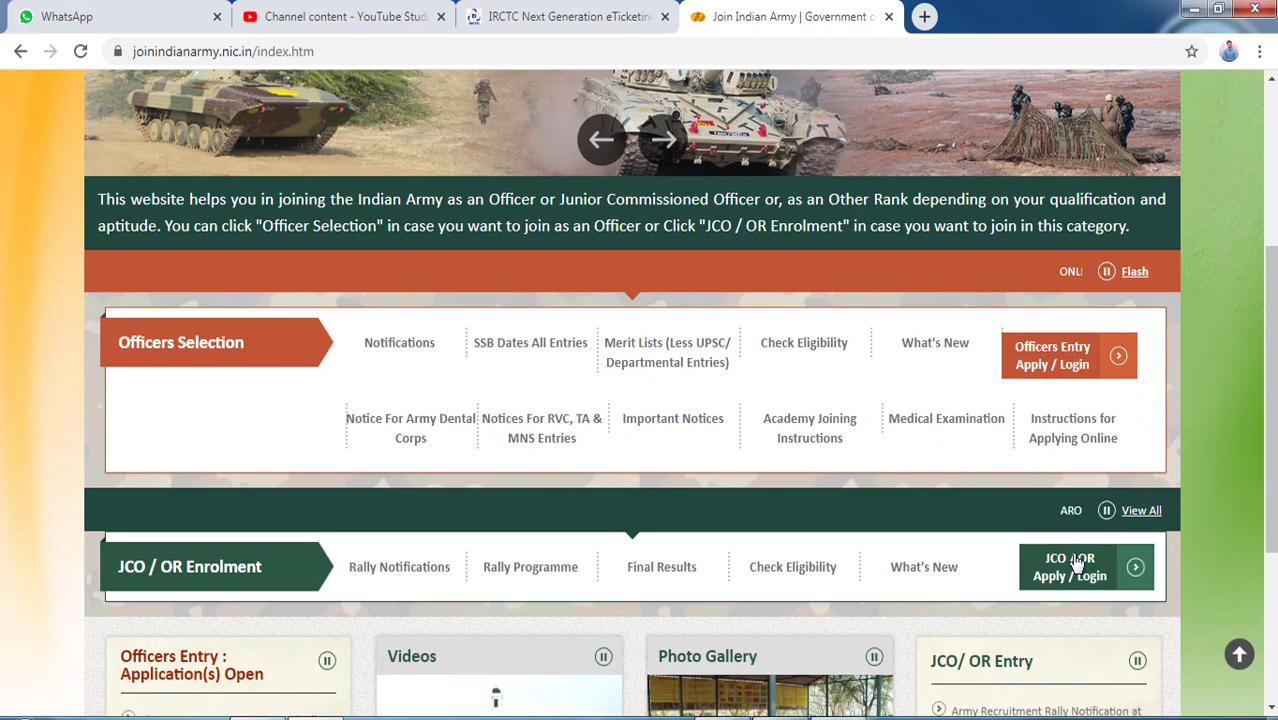 WhatsApp
Channel content - YouTube Stud
IRCTC Next Generation eTicketin
Join Indian Army | Government o
joinindianarmy.nic.in/index.htm
This website helps you in joining the Indian Army as an Officer or Junior Commissioned Officer or, as an Other Rank depending on your qualification and
aptitude. You can click "Officer Selection" in case you want to join as an Officer or Click "JCO / OR Enrolment" in case you want to join in this category.
ONLI Flash
Officers Selection
Notifications
SSB Dates All Entries
Merit Lists (Less UPSC/
Departmental Entries)
Check Eligibility
What's New
Officers Entry
Apply / Login
Notice For Army Dental
Corps
Notices For RVC, TA &
MNS Entries
Important Notices
Academy Joining
Instructions
Medical Examination
Instructions for
Applying Online
ARO View All
JCO / OR Enrolment
Rally Notifications
Rally Programme
Final Results
Check Eligibility
What's New
JCO / OR
Apply / Login
Officers Entry :
Application(s) Open
Videos
Photo Gallery
JCO/ OR Entry
Army Recruitment Rally Notification at